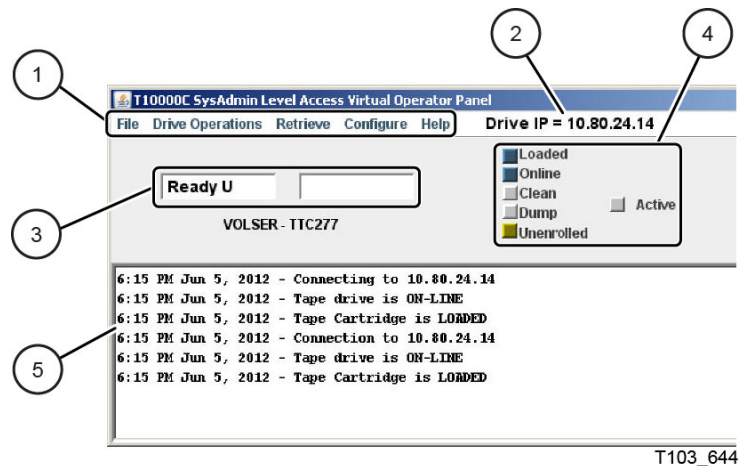 2
4
1
T10000C SysAdmin Level Access Virtual Operator Panel
File Drive Operations Retrieve Configure Help Drive IP = 10.80.24.14
Loaded
Online
Clean
Dump
Unenrolled
Active
Ready U
3
VOLSER - TTC277
6:15 PM Jun 5, 2012 - Connecting to 10.80.24.14
6:15 PM Jun 5, 2012 - Tape drive is ON-LINE
6:15 PM Jun 5, 2012 - Tape Cartridge is LOADED
6:15 PM Jun 5, 2012 - Connection to 10.80.24.14
6:15 PM Jun 5, 2012 - Tape drive is ON-LINE
6:15 PM Jun 5, 2012 - Tape Cartridge is LOADED
5
T103_644